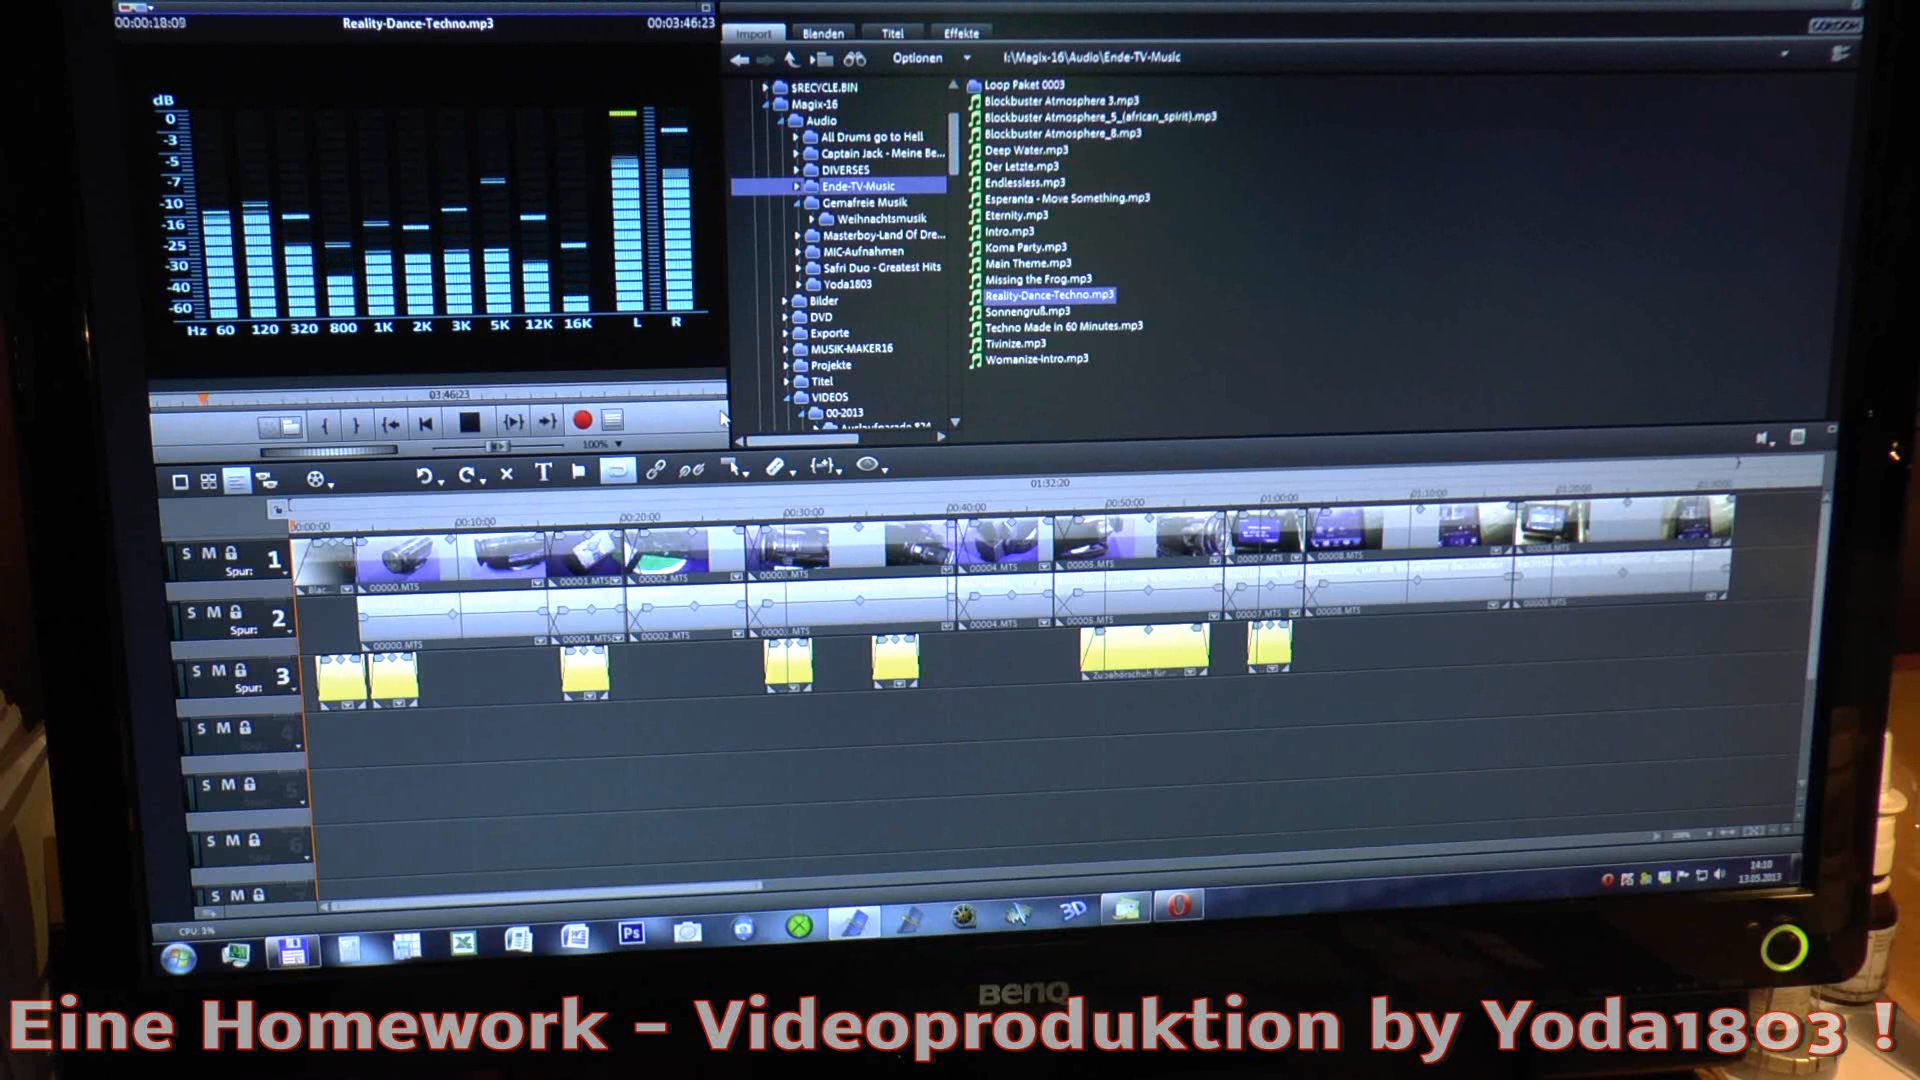 00:00:18:09 Reality-Dance-Techno.mp3 00:03:46:23
Import Blenden Titel Effekte
Optionen I:\Magix-16\Audio\Ende-TV-Music
dB
0
-3
-5
-7
-10
-16
-25
-30
-40
-60
Hz 60 120 320 800 1K 2K 3K 5K 12K 16K L R
$RECYCLE.BIN
Magix-16
Audio
All Drums go to Hell
Captain Jack - Meine Be...
DIVERSES
Ende-TV-Music
Gemafreie Musik
Weihnachtsmusik
Masterboy-Land Of Dre...
MIC-Aufnahmen
Safri Duo - Greatest Hits
Yoda1803
Bilder
DVD
Exporte
MUSIK-MAKER16
Projekte
Titel
VIDEOS
00-2013
Loop Paket 0003
Blockbuster Atmosphere 3.mp3
Blockbuster Atmosphere_5_(african_spirit).mp3
Blockbuster Atmosphere_8.mp3
Deep Water.mp3
Der Letzte.mp3
Endlessless.mp3
Esperanta - Move Something.mp3
Eternity.mp3
Intro.mp3
Koma Party.mp3
Main Theme.mp3
Missing the Frog.mp3
Reality-Dance-Techno.mp3
Sonnengruß.mp3
Techno Made in 60 Minutes.mp3
Tivinize.mp3
Womanize-Intro.mp3
03:46:23
100%
01:32:20
00:00:00 00:10:00 00:20:00 00:30:00 00:40:00 00:50:00 01:00:00 01:10:00
S M 1
Spur:
Blac... 00000.MTS 00001.MTS 00002.MTS 00003.MTS 00004.MTS 00005.MTS 00007.MTS 00008.MTS 00008.MTS
S M 2
Spur:
00000.MTS 00001.MTS 00002.MTS 00003.MTS 00004.MTS 00005.MTS 00007.MTS 00008.MTS 00008.MTS
S M 3
Spur:
Zubehörschuh für ...
S M 4
S M 5
S M 6
S M
CPU: 1%
Ps 3D
14:10
13.05.2013
BenQ
Eine Homework – Videoproduktion by Yoda1803 !